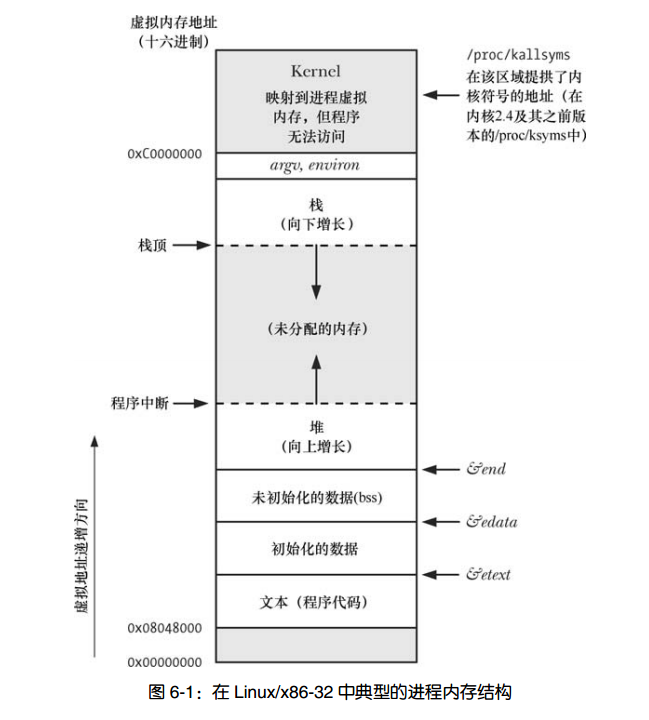 虚拟内存地址
（十六进制）
Kernel
映射到进程虚拟
内存，但程序
无法访问
/proc/kallsyms
在该区域提拱了内
核符号的地址（在
内核2.4及其之前版
本的/proc/ksyms中）
0xC0000000
argv, environ
栈
（向下增长）
栈顶
（未分配的内存）
程序中断
堆
（向上增长）
&end
未初始化的数据(bss)
&edata
初始化的数据
&etext
文本（程序代码）
0x08048000
0x00000000
虚拟地址递增方向
图 6-1：在 Linux/x86-32 中典型的进程内存结构